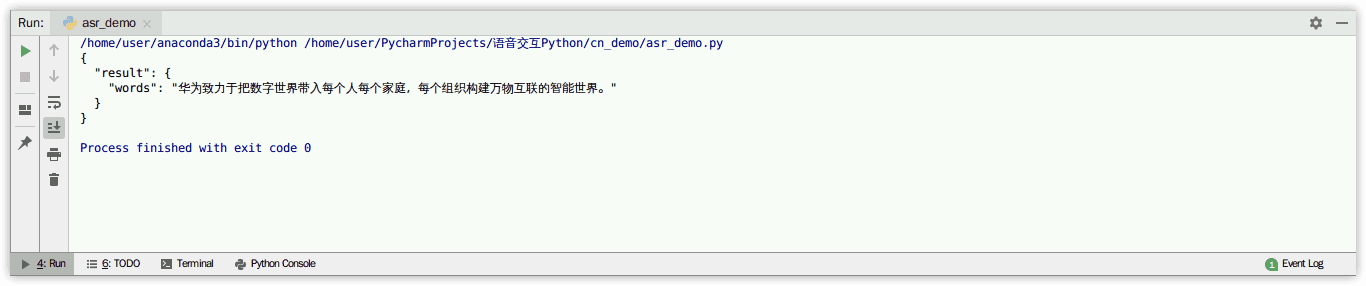 Run: asr_demo
/home/user/anaconda3/bin/python /home/user/PycharmProjects/语音交互Python/cn_demo/asr_demo.py
{
"result": {
"words": "华为致力于把数字世界带入每个人每个家庭，每个组织构建万物互联的智能世界。"
}
}
Process finished with exit code 0
4: Run 6: TODO Terminal Python Console 1 Event Log